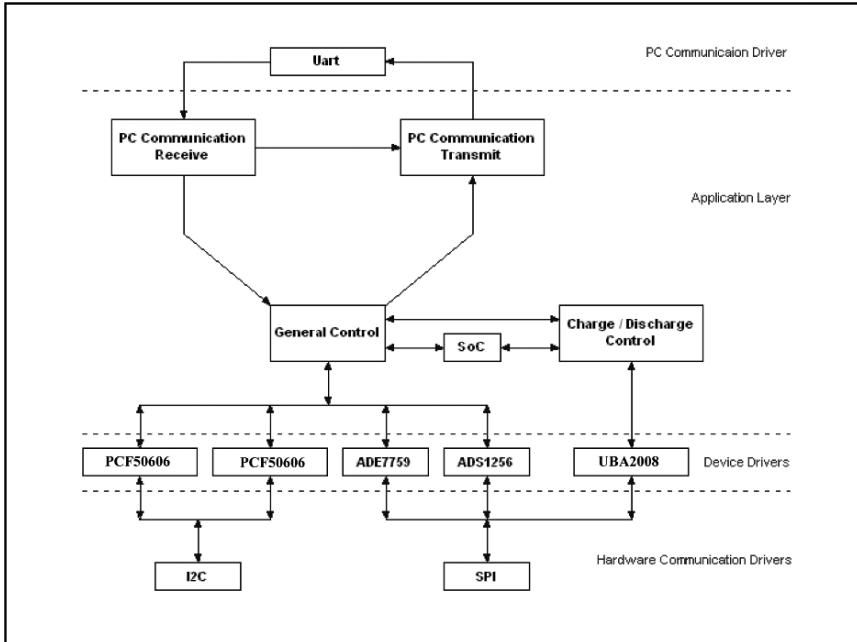 Uart
PC Communicaion Driver
PC Communication
Receive
PC Communication
Transmit
Application Layer
General Control
SoC
Charge / Discharge
Control
PCF50606
PCF50606
ADE7759
ADS1256
UBA2008
Device Drivers
I2C
SPI
Hardware Communication Drivers